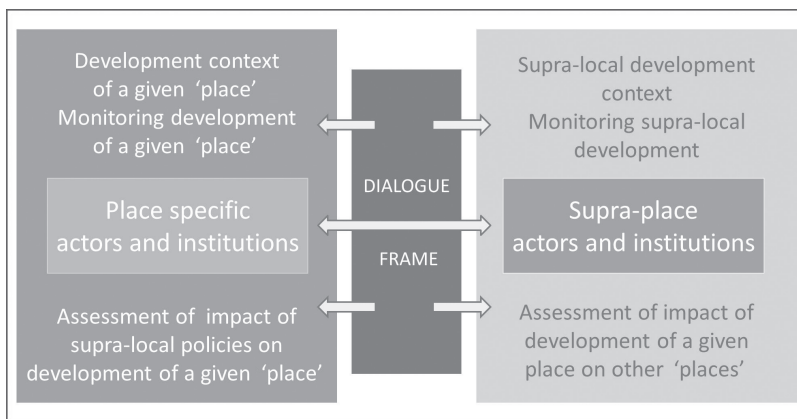 Development context
of a given ‘place’
Monitoring development
of a given ‘place’
Place specific
actors and institutions
Assessment of impact of
supra-local policies on
development of a given ‘place’
DIALOGUE
FRAME
Supra-local development
context
Monitoring supra-local
development
Supra-place
actors and institutions
Assessment of impact of
development of a given
place on other ‘places’